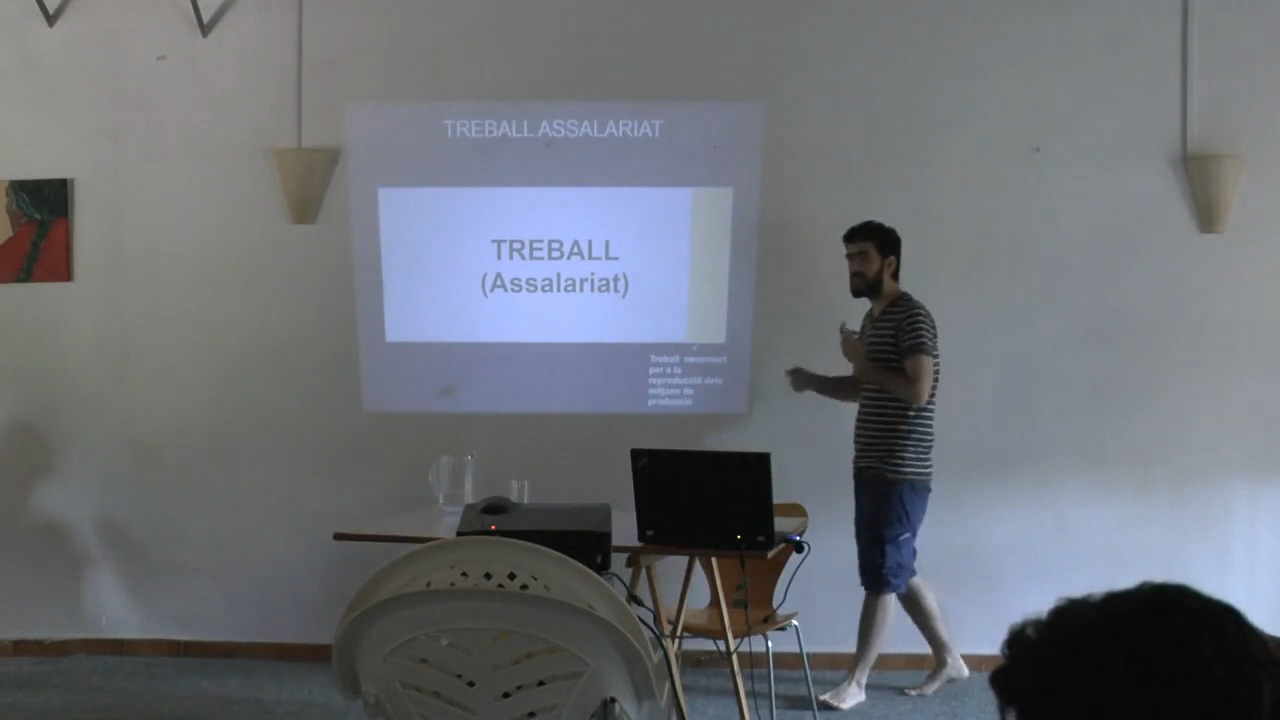 TREBALL ASSALARIAT
TREBALL
(Assalariat)
Treball necessari
per a la
reproducció dels
mitjans de
producció